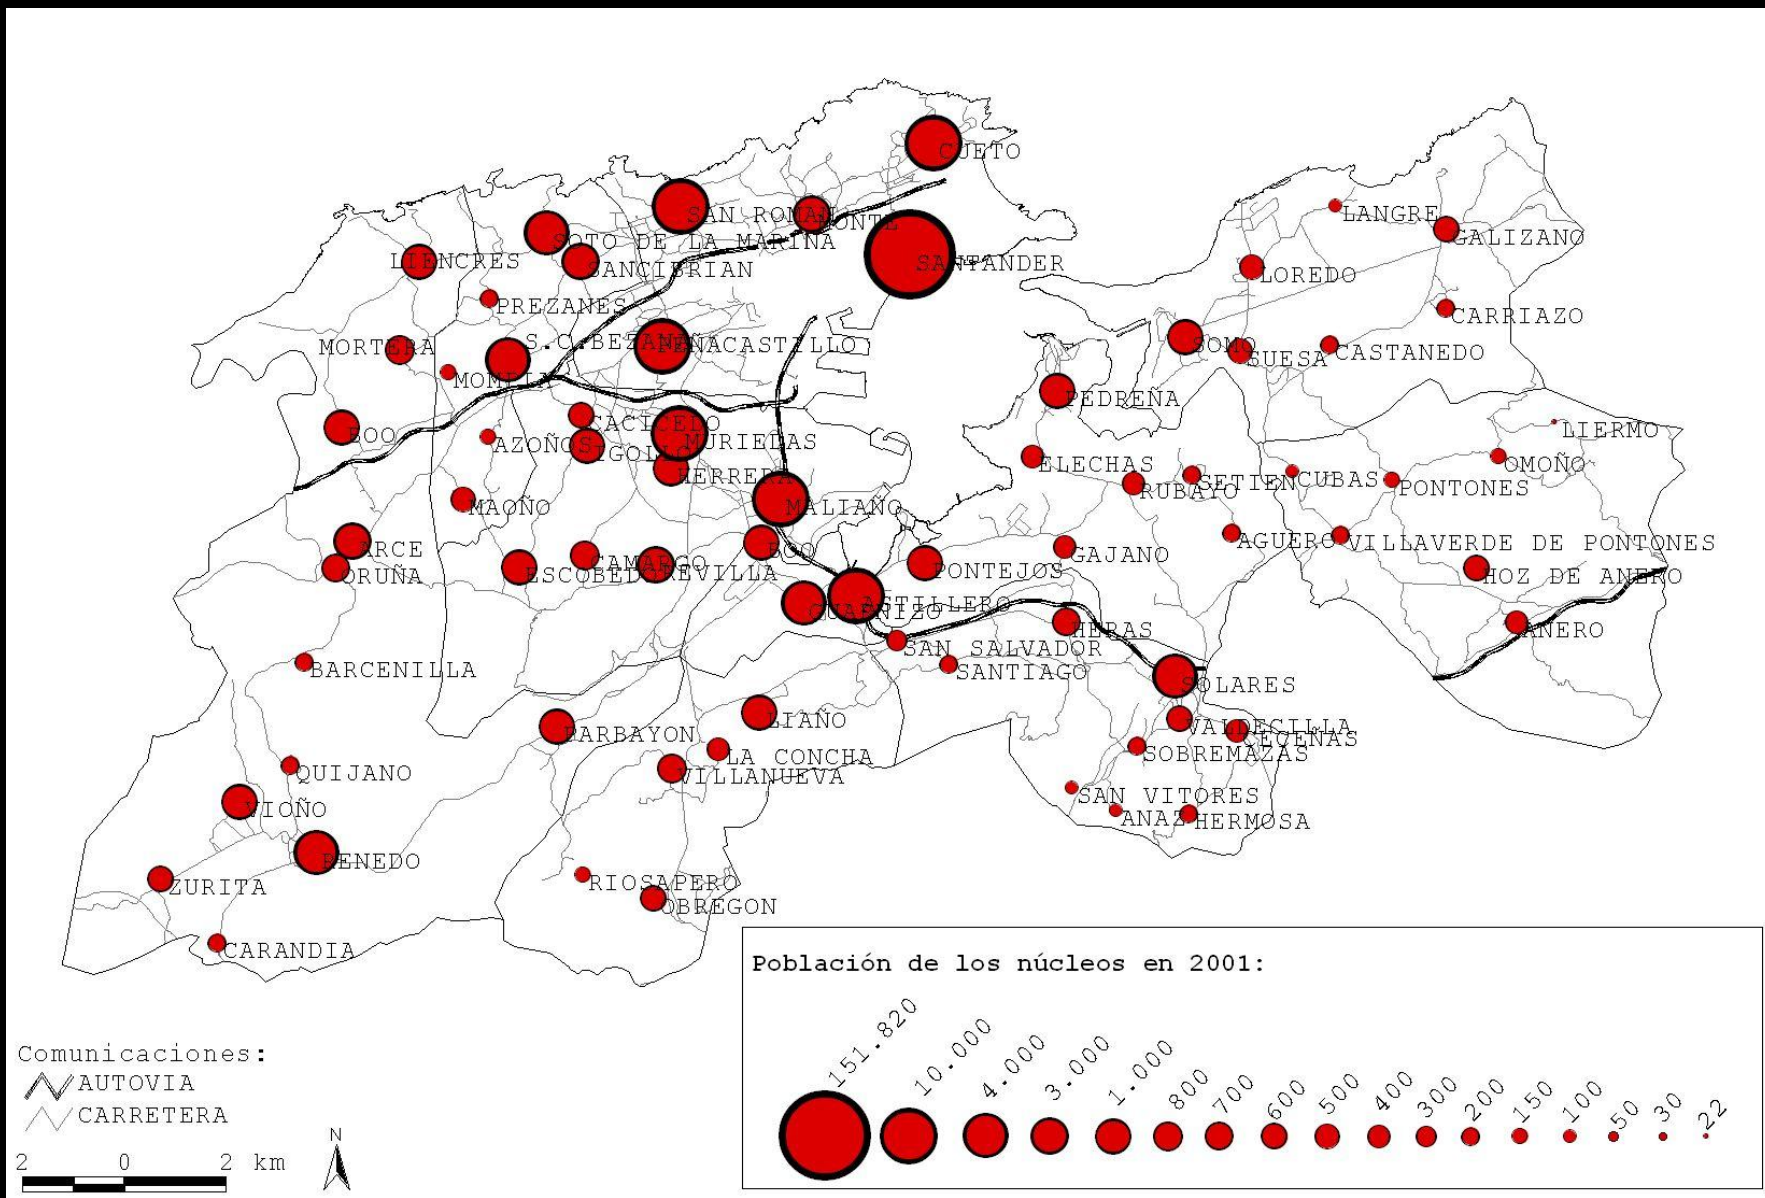 CUETO
SAN ROMAN
MONTE
LANGRE
GALIZANO
SOTO DE LA MARINA
LIENCRES
SANCIBRIAN
SANTANDER
LOREDO
PREZANES
CARRIAZO
MORTERA
S.C.BEZANA
PEÑACASTILLO
SOMO
SUESA
CASTANEDO
MOMPIA
PEDREÑA
CACICEDO
LIERMO
BOO
AZOÑOS
IGOLLO
MURIEDAS
HERRERA
ELECHAS
RUBAYO
SETIEN
CUBAS
PONTONES
OMOÑO
MAOÑO
MALIAÑO
ARCE
ORUÑA
ESCOBEDO
CAMARGO
REVILLA
BOO
PONTEJOS
GAJANO
AGUERO
VILLAVERDE DE PONTONES
HOZ DE ANERO
GUARNIZO
ASTILLERO
HERAS
ANERO
SAN SALVADOR
SANTIAGO
BARCENILLA
SOLARES
PARBAYON
LIAÑO
VALDECILLA
CECEÑAS
SOBREMAZAS
LA CONCHA
VILLANUEVA
QUIJANO
SAN VITORES
ANAZ
HERMOSA
VIOÑO
RENEDO
ZURITA
RIOSAPERO
OBREGON
CARANDIA
Población de los núcleos en 2001:
151.820
10.000
4.000
3.000
1.000
800
700
600
500
400
300
200
150
100
50
30
22
Comunicaciones:
AUTOVIA
CARRETERA
N
2 0 2 km